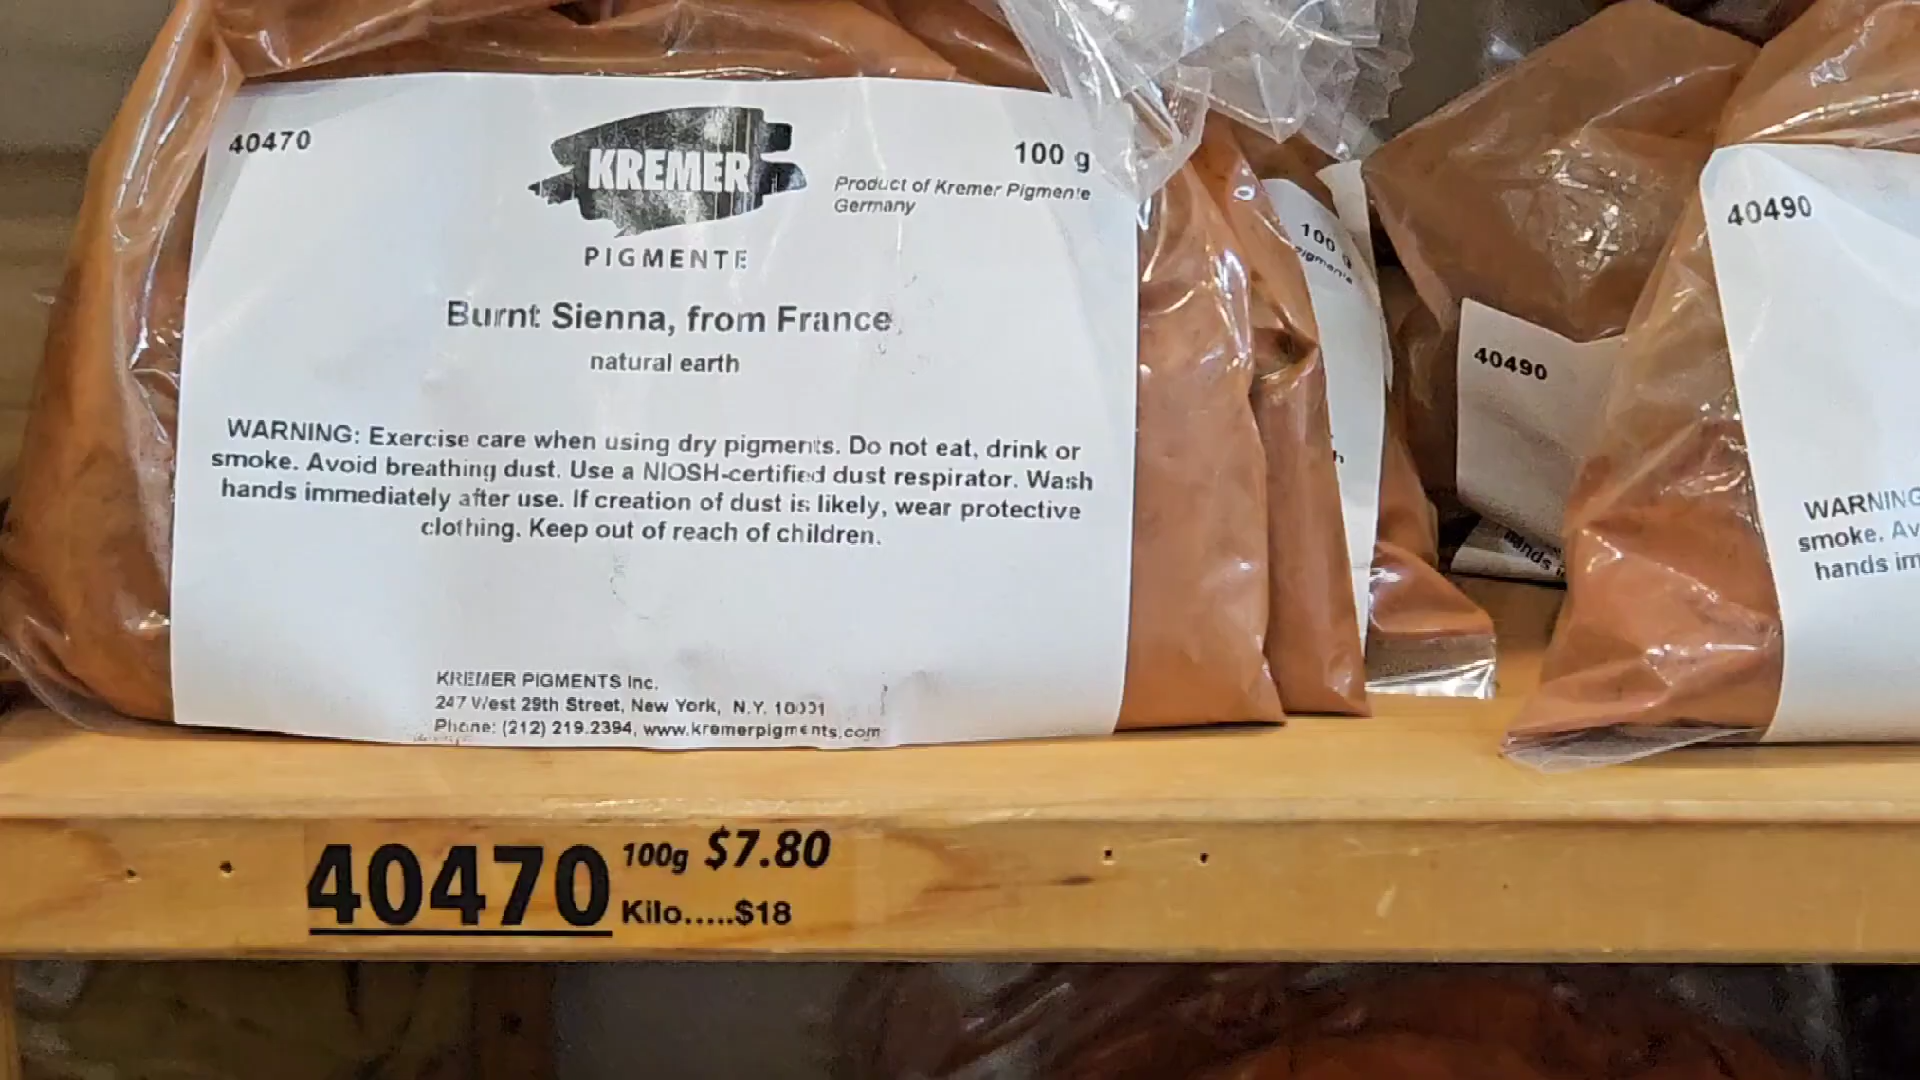 40470
KREMER
PIGMENTE
100 g
Product of Kremer Pigmente
Germany
Burnt Sienna, from France
natural earth
WARNING: Exercise care when using dry pigments. Do not eat, drink or
smoke. Avoid breathing dust. Use a NIOSH-certified dust respirator. Wash
hands immediately after use. If creation of dust is likely, wear protective
clothing. Keep out of reach of children.
KREMER PIGMENTS Inc.
247 West 29th Street, New York, N.Y. 10001
Phone: (212) 219.2394, www.kremerpigments.com
100 g
40490
hands
40490
WARNING
smoke. Av
hands im
40470
100g $7.80
Kilo.....$18